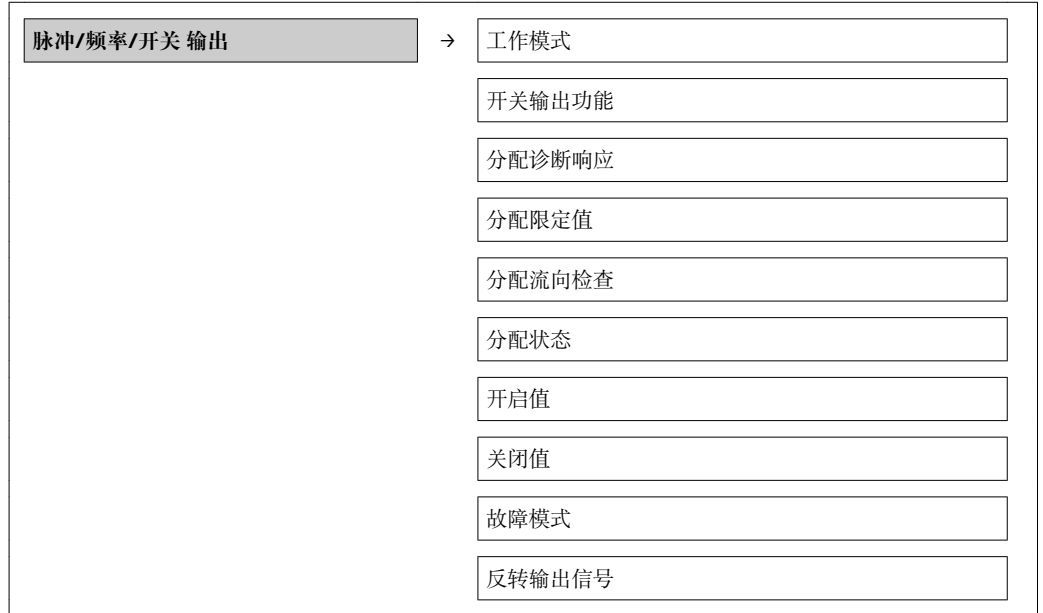 脉冲/频率/开关 输出 → 工作模式
开关输出功能
分配诊断响应
分配限定值
分配流向检查
分配状态
开启值
关闭值
故障模式
反转输出信号